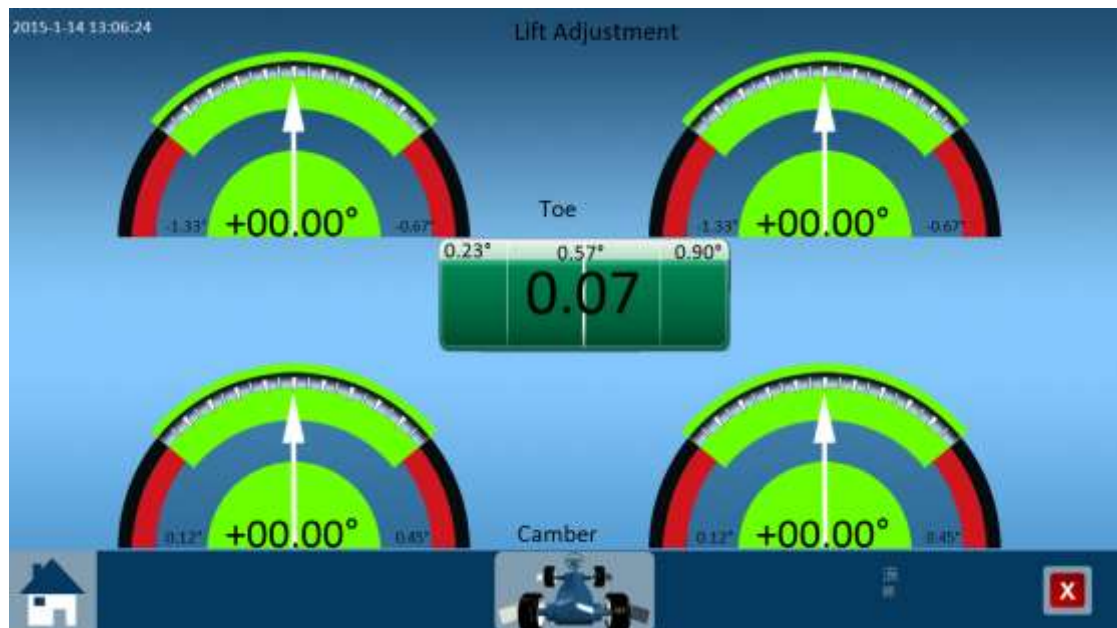 2015-1-14 13:06:24
Lift Adjustment
-1.33° +00.00° -0.67°
-1.33° +00.00° -0.67°
Toe
0.23° 0.57° 0.90°
0.07
0.12° +00.00° 0.45°
0.12° +00.00° 0.45°
Camber
X